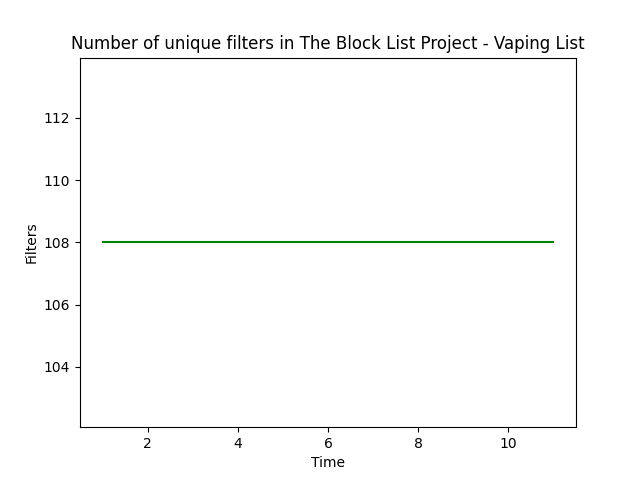 Number of unique filters in The Block List Project - Vaping List
112
110
108
106
104
Filters
2 4 6 8 10
Time